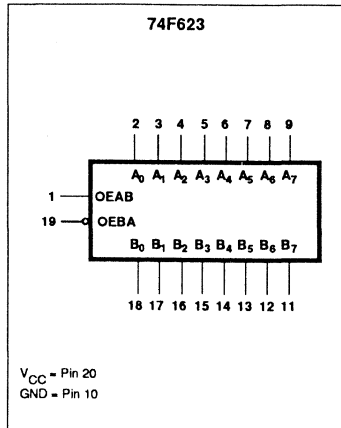 74F623
2 3 4 5 6 7 8 9
A0 A1 A2 A3 A4 A5 A6 A7
1 OEAB
19 OEBA
B0 B1 B2 B3 B4 B5 B6 B7
18 17 16 15 14 13 12 11
VCC = Pin 20
GND = Pin 10